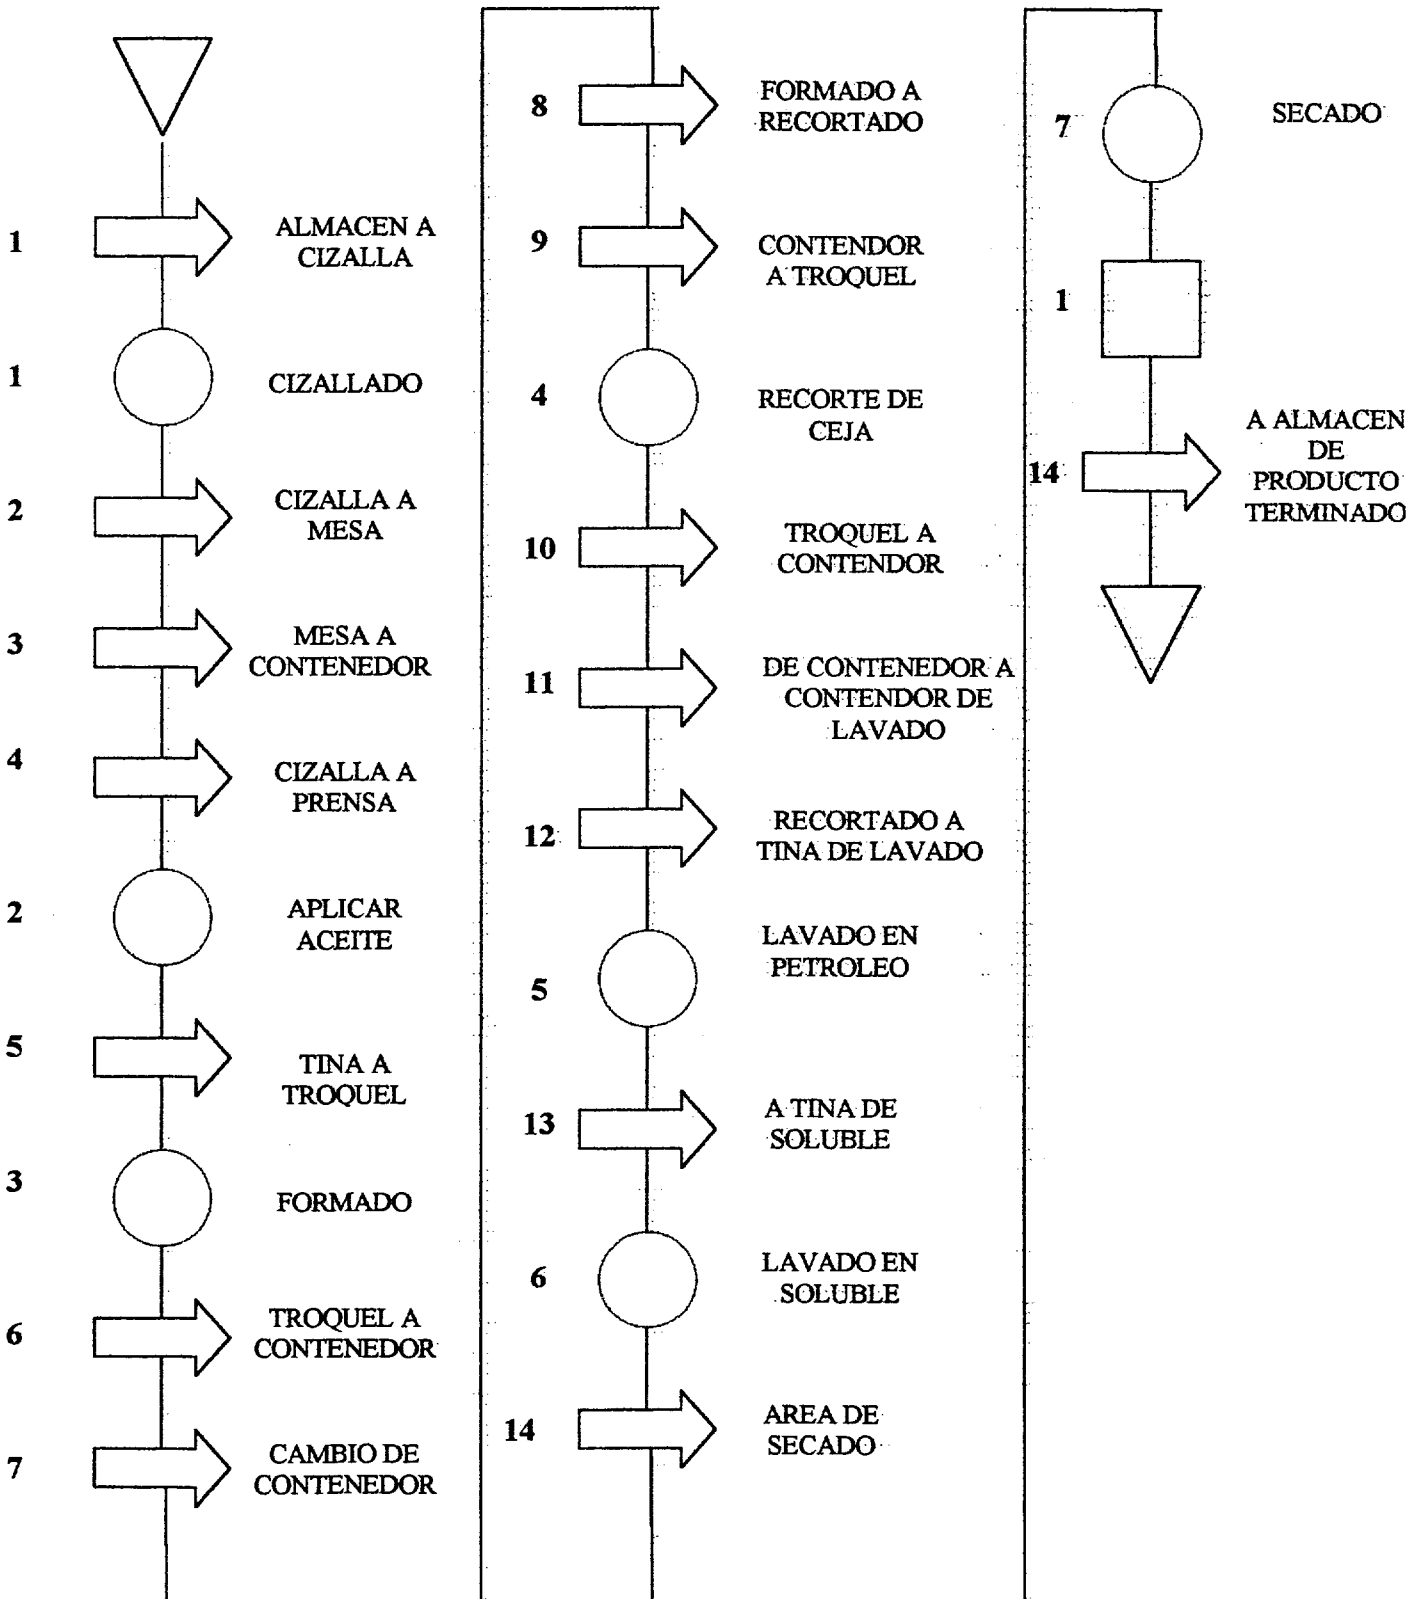 1
ALMACEN A
CIZALLA
1
CIZALLADO
2
CIZALLA A
MESA
3
MESA A
CONTENEDOR
4
CIZALLA A
PRENSA
2
APLICAR
ACEITE
5
TINA A
TROQUEL
3
FORMADO
6
TROQUEL A
CONTENEDOR
7
CAMBIO DE
CONTENEDOR
8
FORMADO A
RECORTADO
9
CONTENDOR
A TROQUEL
4
RECORTE DE
CEJA
10
TROQUEL A
CONTENDOR
11
DE CONTENEDOR A
CONTENDOR DE
LAVADO
12
RECORTADO A
TINA DE LAVADO
5
LAVADO EN
PETROLEO
13
A TINA DE
SOLUBLE
6
LAVADO EN
SOLUBLE
14
AREA DE
SECADO
7
SECADO
1
14
A ALMACEN
DE
PRODUCTO
TERMINADO